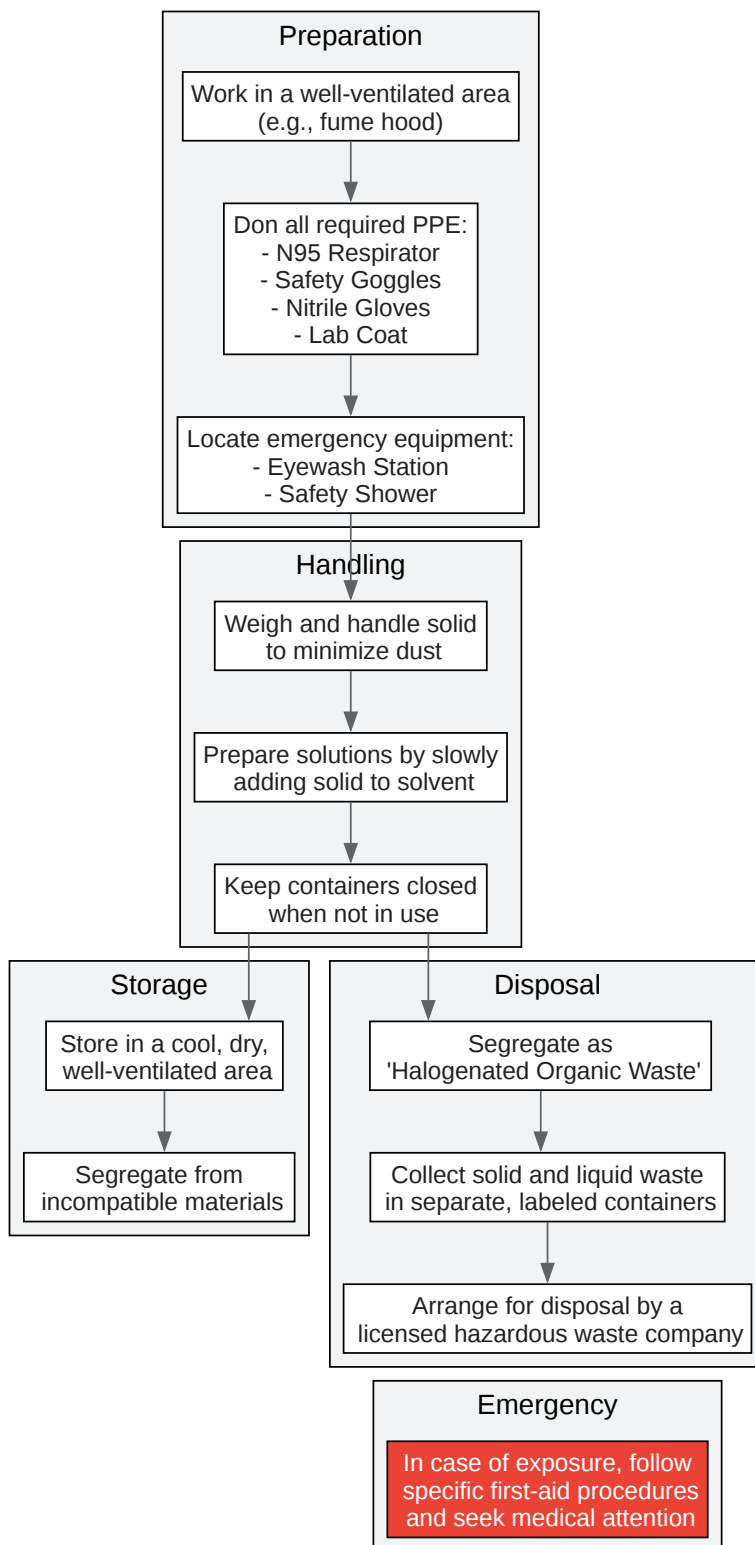 Preparation
Work in a well-ventilated area
(e.g., fume hood)
Don all required PPE:
- N95 Respirator
- Safety Goggles
- Nitrile Gloves
- Lab Coat
Locate emergency equipment:
- Eyewash Station
- Safety Shower
Handling
Weigh and handle solid
to minimize dust
Prepare solutions by slowly
adding solid to solvent
Keep containers closed
when not in use
Storage
Store in a cool, dry,
well-ventilated area
Segregate from
incompatible materials
Disposal
Segregate as
'Halogenated Organic Waste'
Collect solid and liquid waste
in separate, labeled containers
Arrange for disposal by a
licensed hazardous waste company
Emergency
In case of exposure, follow
specific first-aid procedures
and seek medical attention